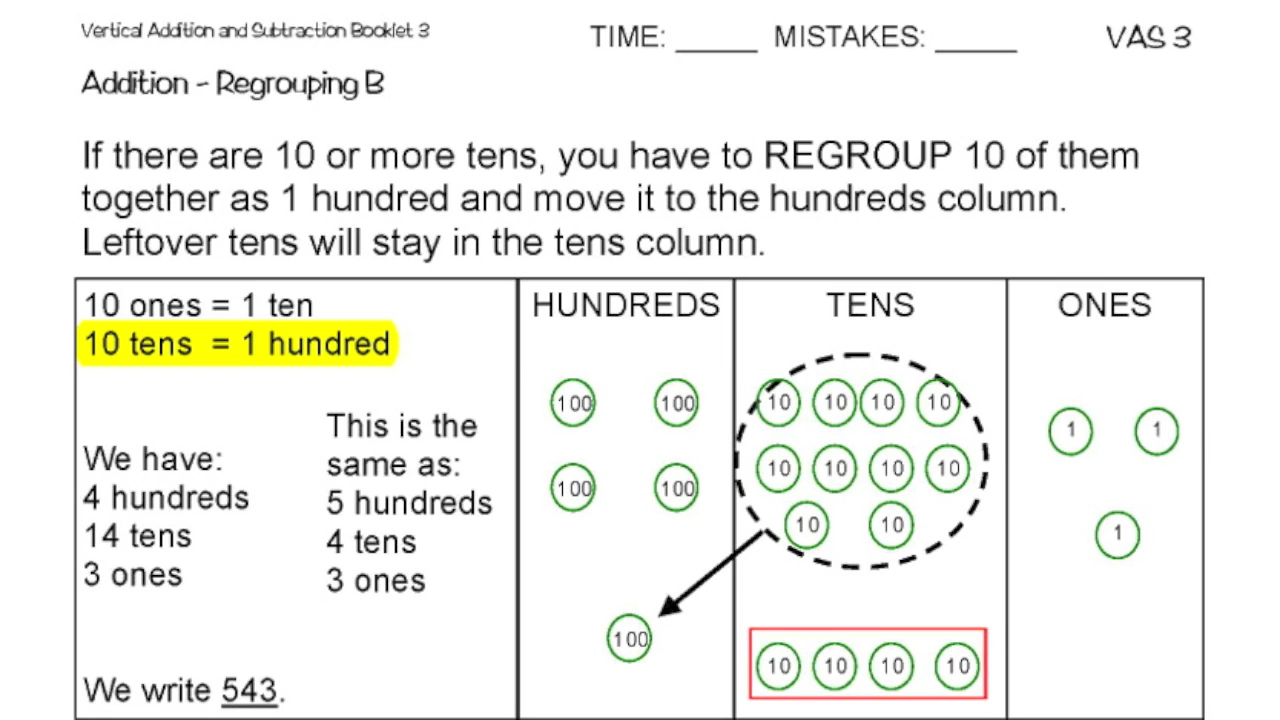 Vertical Addition and Subtraction Booklet 3
TIME: _____ MISTAKES: _____ VAS 3
Addition - Regrouping B
If there are 10 or more tens, you have to REGROUP 10 of them
together as 1 hundred and move it to the hundreds column.
Leftover tens will stay in the tens column.
10 ones = 1 ten
10 tens = 1 hundred
We have:
4 hundreds
14 tens
3 ones
This is the
same as:
5 hundreds
4 tens
3 ones
We write 543.
HUNDREDS
100 100
100 100
100
TENS
10 10 10 10
10 10 10 10
10 10
10 10 10 10
ONES
1 1
1